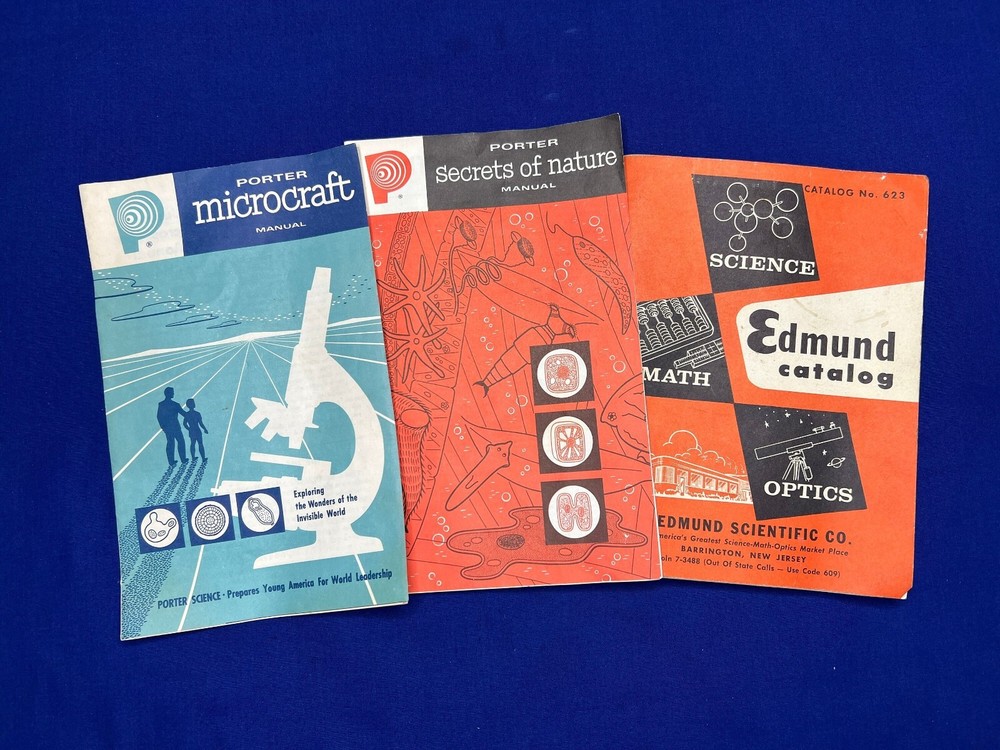 PORTER
microcraft
MANUAL
®
Exploring
the Wonders of the
Invisible World
PORTER SCIENCE · Prepares Young America For World Leadership
PORTER
secrets of nature
MANUAL
®
CATALOG No. 623
SCIENCE
MATH
Edmund
catalog
OPTICS
EDMUND SCIENTIFIC CO.
Greatest Science-Math-Optics Market Place
BARRINGTON, NEW JERSEY
7-3488 (Out Of State Calls — Use Code 609)